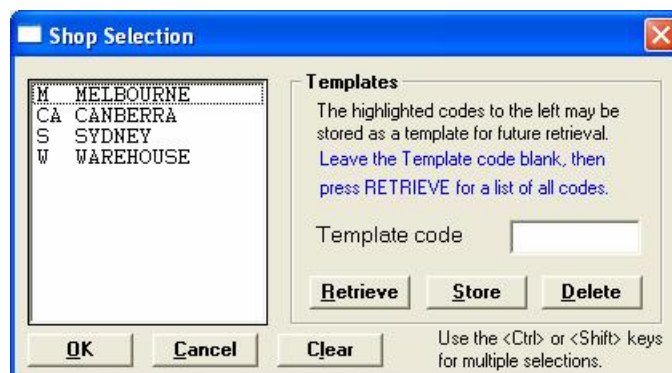 Shop Selection
M MELBOURNE
CA CANBERRA
S SYDNEY
W WAREHOUSE
Templates
The highlighted codes to the left may be
stored as a template for future retrieval.
Leave the Template code blank, then
press RETRIEVE for a list of all codes.
Template code
Retrieve Store Delete
OK Cancel Clear
Use the <Ctrl> or <Shift> keys
for multiple selections.